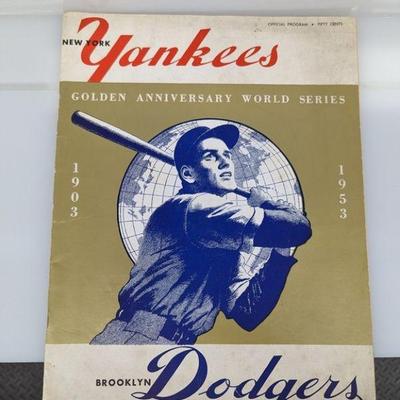 OFFICIAL PROGRAM • FIFTY CENTS
NEW YORK Yankees
GOLDEN ANNIVERSARY WORLD SERIES
1903
1953
BROOKLYN Dodgers